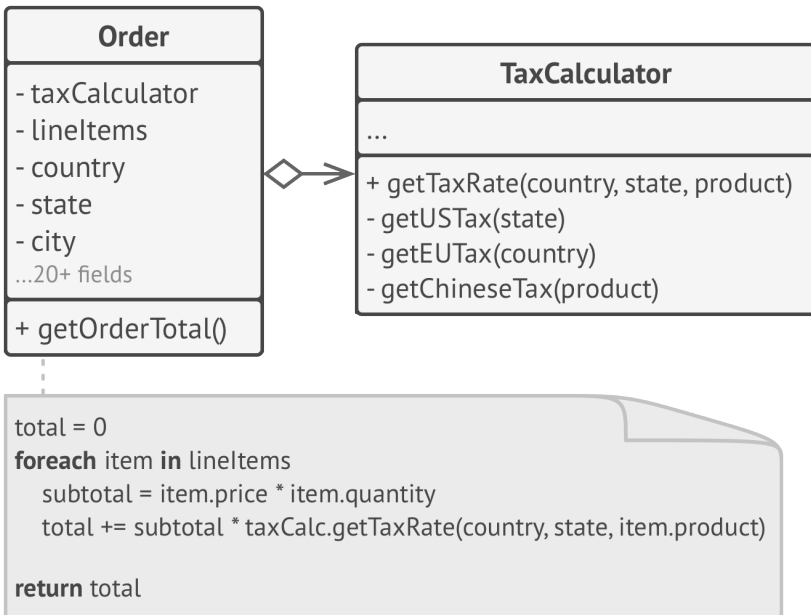 Order
- taxCalculator
- lineItems
- country
- state
- city
...20+ fields
+ getOrderTotal()
TaxCalculator
...
+ getTaxRate(country, state, product)
- getUSTax(state)
- getEUTax(country)
- getChineseTax(product)
total = 0
foreach item in lineItems
subtotal = item.price * item.quantity
total += subtotal * taxCalc.getTaxRate(country, state, item.product)
return total